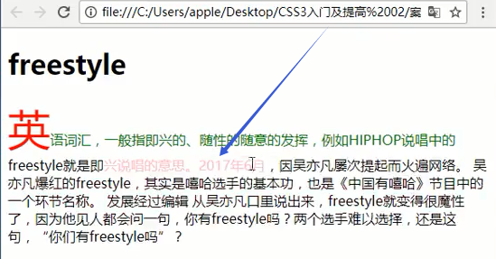 file:///C:/Users/apple/Desktop/CSS3入门及提高%2002/案
freestyle
英语词汇，一般指即兴的、随性的随意的发挥，例如HIPHOP说唱中的
freestyle就是即兴说唱的意思。2017年6月，因吴亦凡屡次提起而火遍网络。 吴
亦凡爆红的freestyle，其实是嘻哈选手的基本功，也是《中国有嘻哈》节目中的
一个环节名称。 发展经过编辑 从吴亦凡口里说出来，freestyle就变得很魔性
了，因为他见人都会问一句，你有freestyle吗？两个选手难以选择，还是这
句，“你们有freestyle吗”？